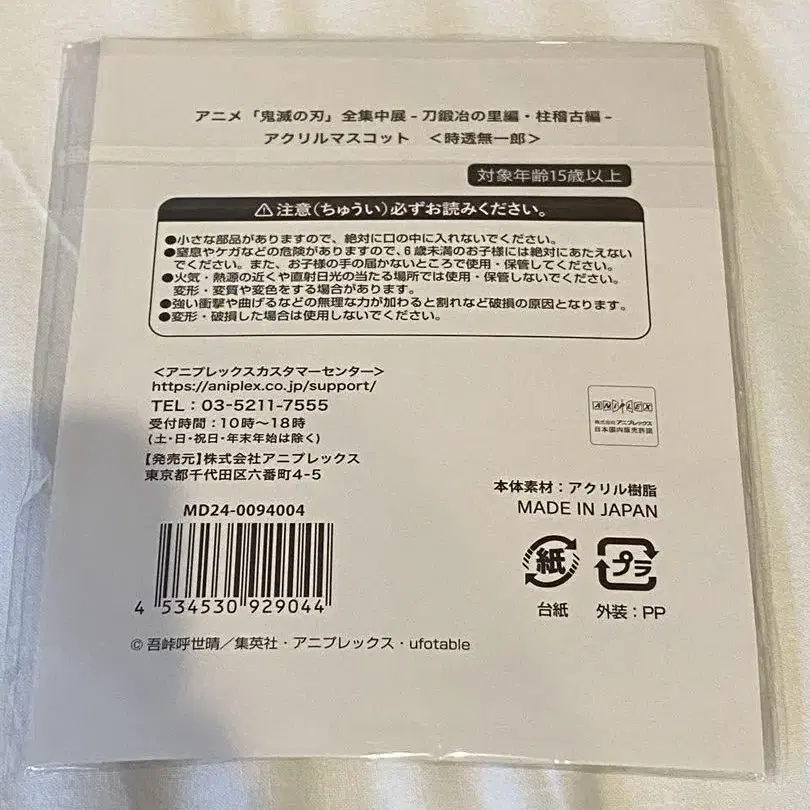 アニメ「鬼滅の刃」全集中展 - 刀鍛冶の里編・柱稽古編 -
アクリルマスコット　＜時透無一郎＞
対象年齢15歳以上
⚠注意(ちゅうい)必ずお読みください。
●小さな部品がありますので、絶対に口の中に入れないでください。
●窒息やケガなどの危険がありますので、6歳未満のお子様には絶対にあたえない
でください。また、お子様の手の届かないところで使用・保管してください。
●火気・熱源の近くや直射日光の当たる場所では使用・保管しないでください。
変形・変質や変色をする場合があります。
●強い衝撃や曲げるなどの無理な力が加わると割れなど破損の原因となります。
●変形・破損した場合は使用しないでください。
＜アニプレックスカスタマーセンター＞
https://aniplex.co.jp/support/
TEL：03-5211-7555
受付時間：10時～18時
(土・日・祝日・年末年始は除く)
【発売元】株式会社アニプレックス
東京都千代田区六番町4-5
ANIPLEX
株式会社アニプレックス
日本国内販売許諾
本体素材：アクリル樹脂
MADE IN JAPAN
MD24-0094004
4 534530 929044
紙
プラ
台紙
外装：PP
© 吾峠呼世晴／集英社・アニプレックス・ufotable